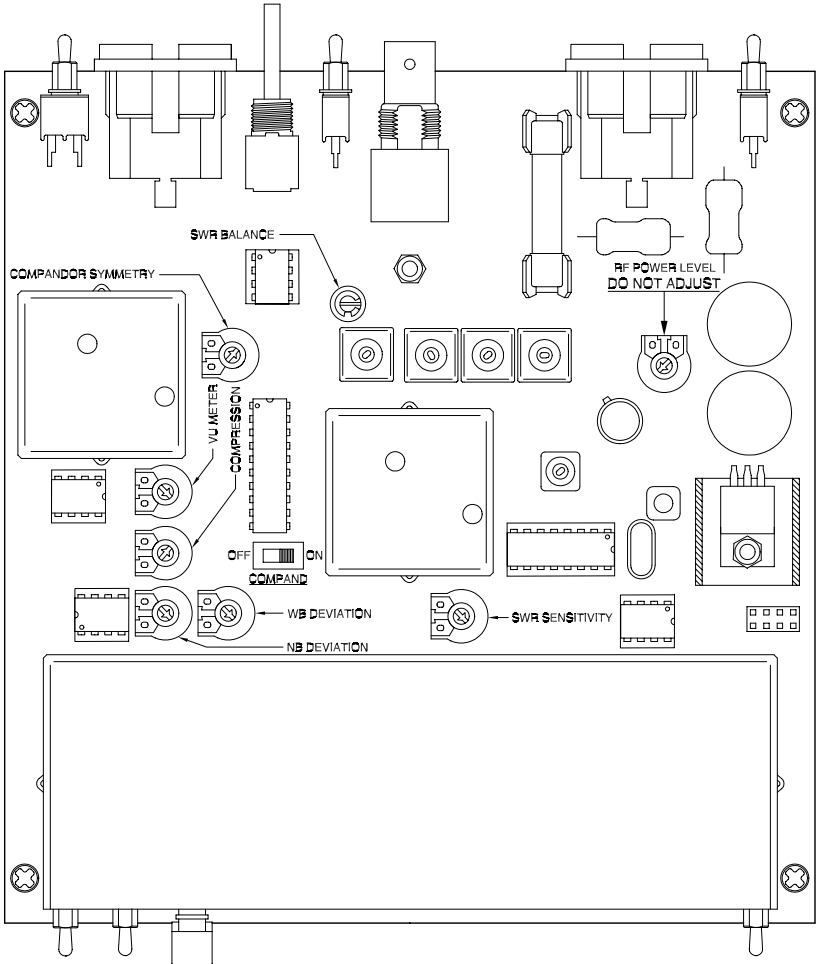 SWR BALANCE
COMPANDOR SYMMETRY
RF POWER LEVEL
DO NOT ADJUST
VU METER
COMPRESSION
OFF
ON
COMPAND
WB DEVIATION
SWR SENSITIVITY
NB DEVIATION